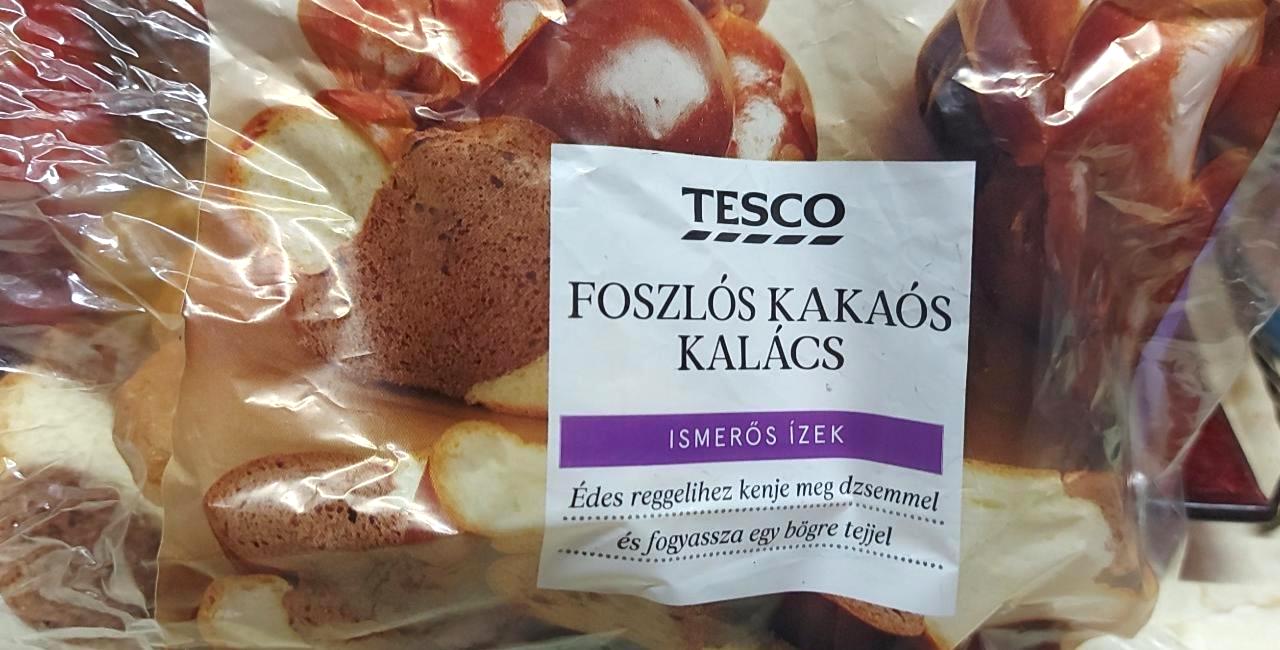 TESCO
FOSZLÓS KAKAÓS
KALÁCS
ISMERŐS ÍZEK
Édes reggelihez kenje meg dzsemmel
és fogyassza egy bögre tejjel